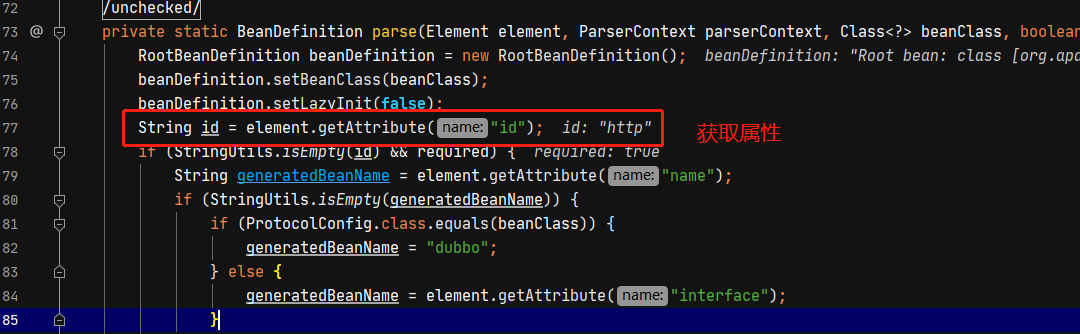 72 /unchecked/
73 @ private static BeanDefinition parse(Element element, ParserContext parserContext, Class<?> beanClass, boolean
74 RootBeanDefinition beanDefinition = new RootBeanDefinition(); beanDefinition: "Root bean: class [org.apa
75 beanDefinition.setBeanClass(beanClass);
76 beanDefinition.setLazyInit(false);
77 String id = element.getAttribute( name: "id"); id: "http" 获取属性
78 if (StringUtils.isEmpty(id) && required) { required: true
79 String generatedBeanName = element.getAttribute( name: "name");
80 if (StringUtils.isEmpty(generatedBeanName)) {
81 if (ProtocolConfig.class.equals(beanClass)) {
82 generatedBeanName = "dubbo";
83 } else {
84 generatedBeanName = element.getAttribute( name: "interface");
85 }